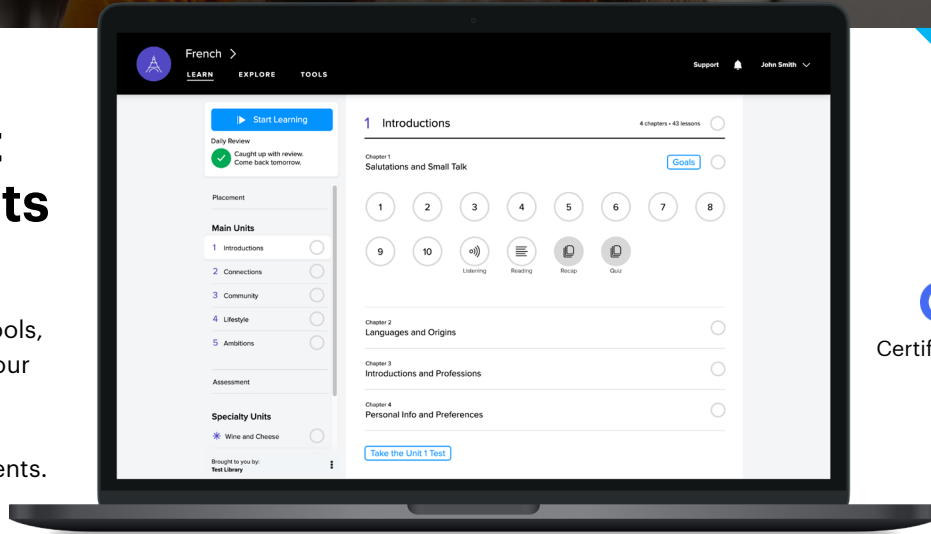 ts
ols,
our
ents.
French >
LEARN EXPLORE TOOLS
Support
John Smith
Start Learning
Daily Review
Caught up with review.
Come back tomorrow.
Placement
Main Units
1 Introductions
2 Connections
3 Community
4 Lifestyle
5 Ambitions
Assessment
Specialty Units
Wine and Cheese
Brought to you by:
Test Library
1 Introductions
4 chapters • 43 lessons
Chapter 1
Salutations and Small Talk
Goals
1 2 3 4 5 6 7 8
9 10
Listening Reading Recap Quiz
Chapter 2
Languages and Origins
Chapter 3
Introductions and Professions
Chapter 4
Personal Info and Preferences
Take the Unit 1 Test
Certif